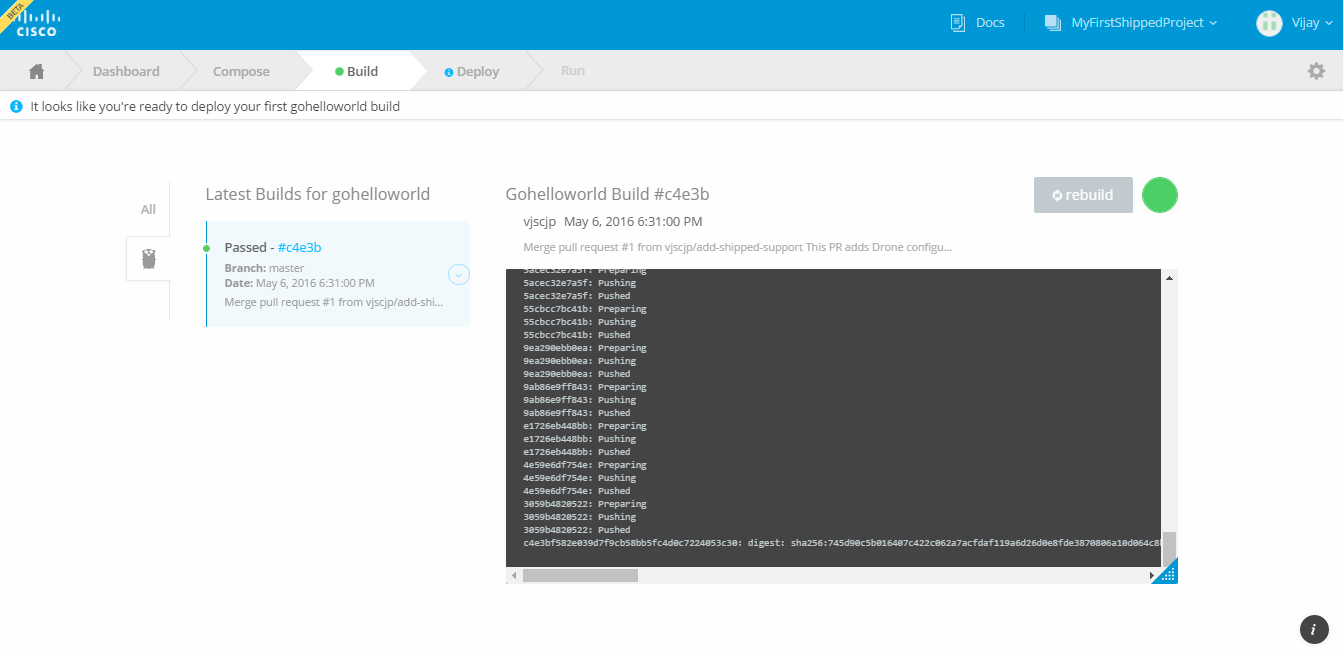 BETA
CISCO
Docs
MyFirstShippedProject
Vijay
Dashboard
Compose
Build
Deploy
Run
It looks like you're ready to deploy your first gohelloworld build
All
Latest Builds for gohelloworld
Passed - #c4e3b
Branch: master
Date: May 6, 2016 6:31:00 PM
Merge pull request #1 from vjscjp/add-shi...
Gohelloworld Build #c4e3b
rebuild
vjscjp May 6, 2016 6:31:00 PM
Merge pull request #1 from vjscjp/add-shipped-support This PR adds Drone configu...
5acec32e7a5f: Preparing
5acec32e7a5f: Pushing
5acec32e7a5f: Pushed
55cbcc7bc41b: Preparing
55cbcc7bc41b: Pushing
55cbcc7bc41b: Pushed
9ea290ebb0ea: Preparing
9ea290ebb0ea: Pushing
9ea290ebb0ea: Pushed
9ab86e9ff843: Preparing
9ab86e9ff843: Pushing
9ab86e9ff843: Pushed
e1726eb448bb: Preparing
e1726eb448bb: Pushing
e1726eb448bb: Pushed
4e59e6df754e: Preparing
4e59e6df754e: Pushing
4e59e6df754e: Pushed
3059b4820522: Preparing
3059b4820522: Pushing
3059b4820522: Pushed
c4e3bf582e039d7f9cb58bb5fc4d0c7224053c30: digest: sha256:745d90c5b016407c422c062a7acfdaf119a6d26d0e8fde3870806a10d064c8
i